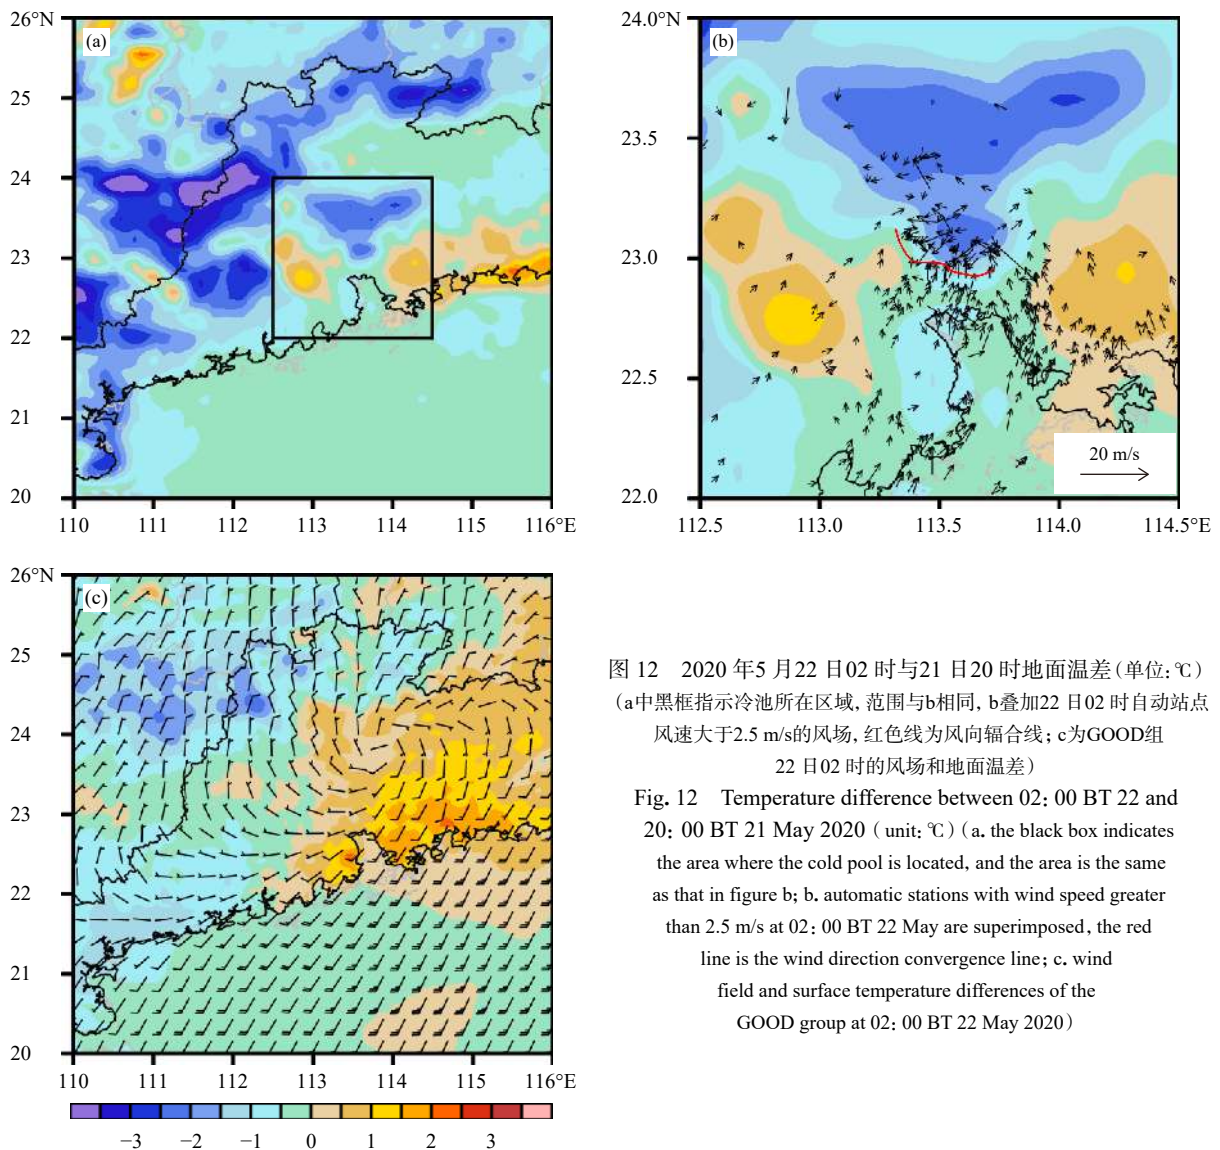 26°N
(a)
25
24
23
22
21
20
110 111 112 113 114 115 116°E
24.0°N
(b)
23.5
23.0
22.5
22.0
20 m/s
112.5 113.0 113.5 114.0 114.5°E
26°N
(c)
25
24
23
22
21
20
110 111 112 113 114 115 116°E
−3 −2 −1 0 1 2 3
图 12 2020 年5 月22 日02 时与21 日20 时地面温差(单位:℃)
(a中黑框指示冷池所在区域, 范围与b相同, b叠加22 日02 时自动站点
风速大于2.5 m/s的风场, 红色线为风向辐合线; c为GOOD组
22 日02 时的风场和地面温差)
Fig. 12 Temperature difference between 02: 00 BT 22 and
20: 00 BT 21 May 2020 ( unit: ℃) (a. the black box indicates
the area where the cold pool is located, and the area is the same
as that in figure b; b. automatic stations with wind speed greater
than 2.5 m/s at 02: 00 BT 22 May are superimposed, the red
line is the wind direction convergence line; c. wind
field and surface temperature differences of the
GOOD group at 02: 00 BT 22 May 2020)